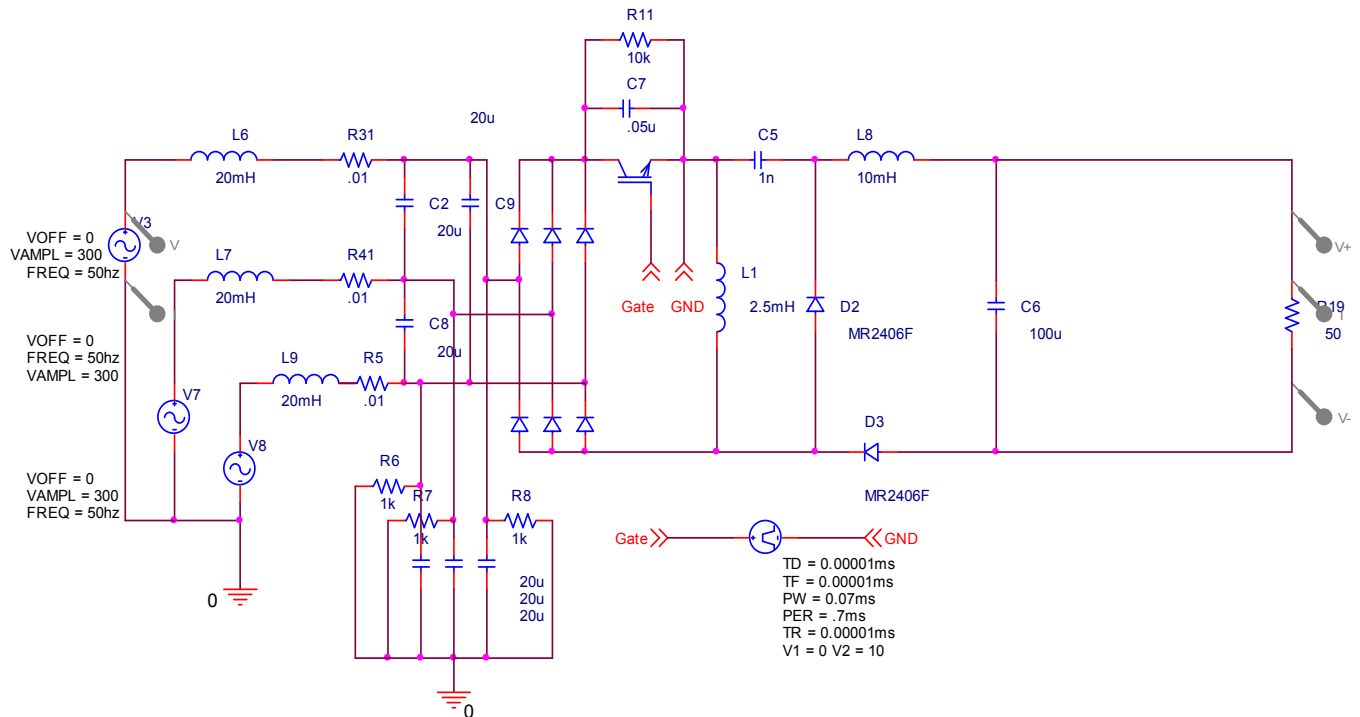 R11
10k
C7
.05u
20u
L6
20mH
R31
.01
C5
1n
L8
10mH
C2
20u
C9
V3
V
VOFF = 0
VAMPL = 300
FREQ = 50hz
L7
20mH
R41
.01
V+
Gate
GND
L1
2.5mH
D2
MR2406F
C6
100u
R19
50
I
C8
20u
VOFF = 0
FREQ = 50hz
VAMPL = 300
L9
20mH
R5
.01
V-
V7
V8
D3
MR2406F
R6
1k
R7
1k
R8
1k
VOFF = 0
VAMPL = 300
FREQ = 50hz
Gate
GND
TD = 0.00001ms
TF = 0.00001ms
PW = 0.07ms
PER = .7ms
TR = 0.00001ms
V1 = 0 V2 = 10
20u
20u
20u
0
0